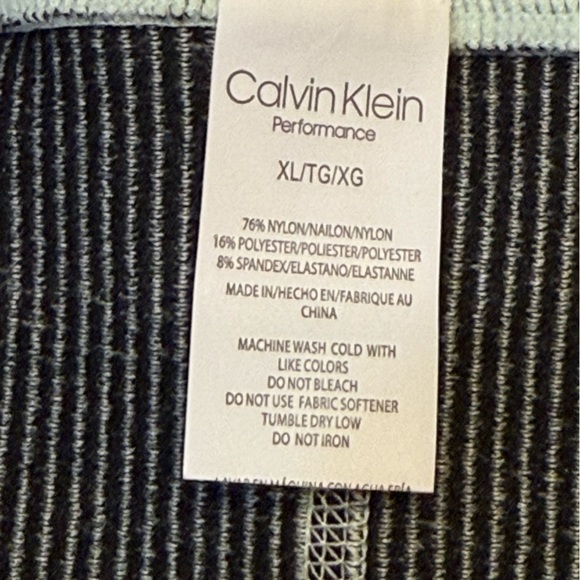 Calvin Klein
Performance
XL/TG/XG
76% NYLON/NAILON/NYLON
16% POLYESTER/POLIESTER/POLYESTER
8% SPANDEX/ELASTANO/ELASTANNE
MADE IN/HECHO EN/FABRIQUE AU
CHINA
MACHINE WASH COLD WITH
LIKE COLORS
DO NOT BLEACH
DO NOT USE FABRIC SOFTENER
TUMBLE DRY LOW
DO NOT IRON